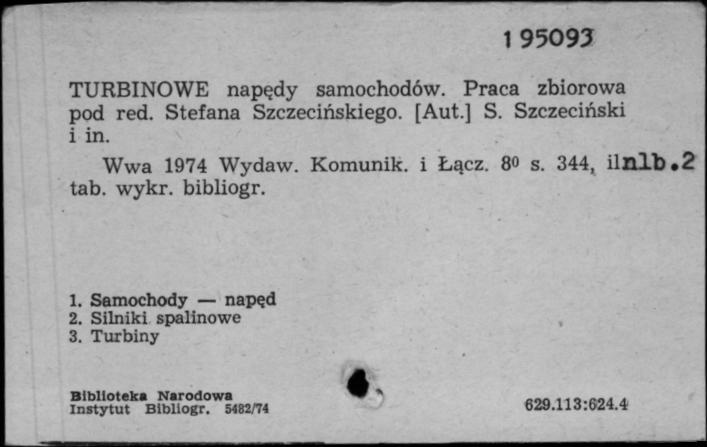 195093
TURBINOWE napędy samochodów. Praca zbiorowa
pod red. Stefana Szczecińskiego. [Aut.] S. Szczeciński
i in.
Wwa 1974 Wydaw. Komunik. i Łącz. 8⁰ s. 344, ilnlb.2
tab. wykr. bibliogr.
1. Samochody — napęd
2. Silniki spalinowe
3. Turbiny
Biblioteka Narodowa
Instytut Bibliogr. 5482/74
629.113:624.4